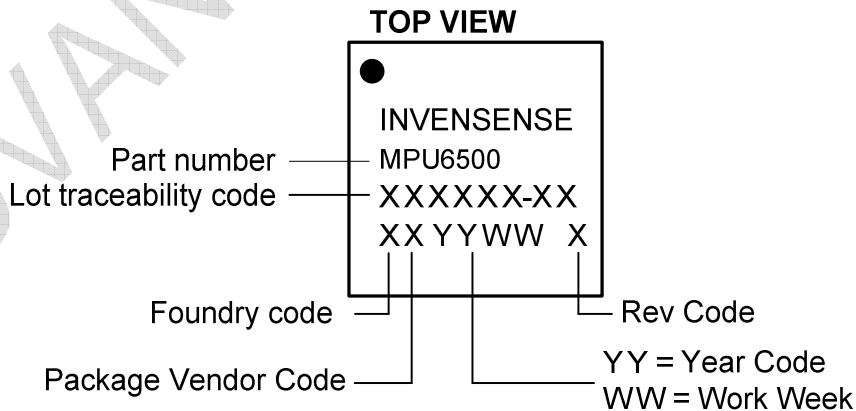 TOP VIEW
INVENSENSE
Part number
MPU6500
Lot traceability code
XXXXXX-XX
XX YYWW X
Foundry code
Rev Code
Package Vendor Code
YY = Year Code
WW = Work Week